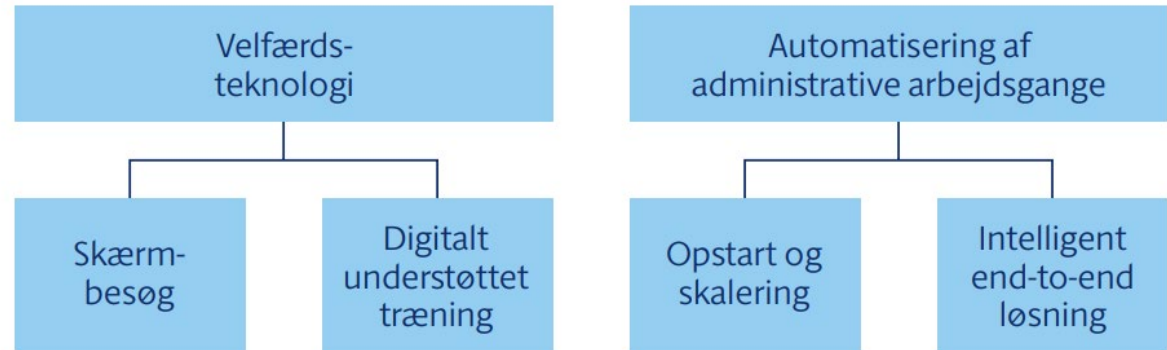 Velfærds-
teknologi
Automatisering af
administrative arbejdsgange
Skærm-
besøg
Digitalt
understøttet
træning
Opstart og
skalering
Intelligent
end-to-end
løsning